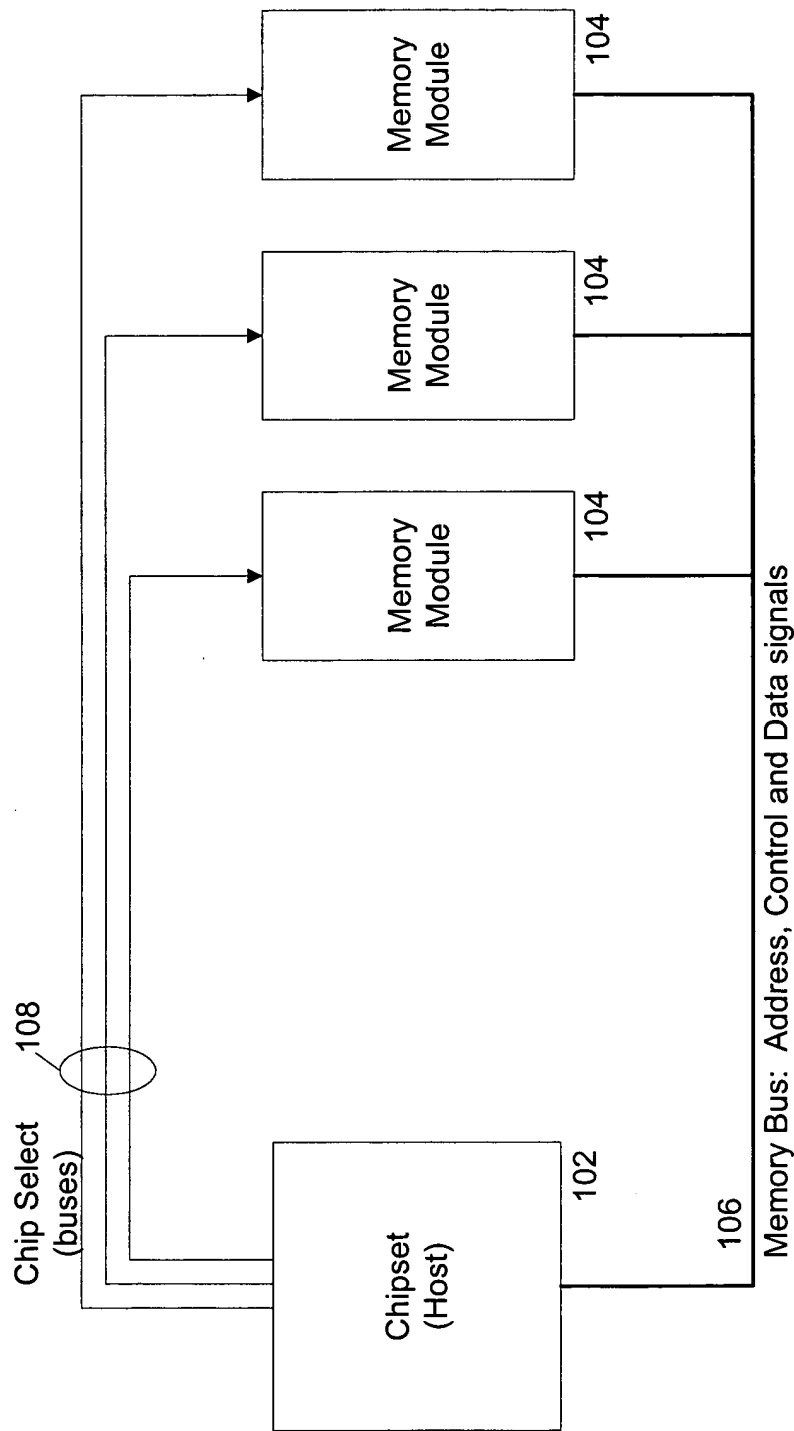 Chip Select
(buses)
108
Chipset
(Host)
102
Memory
Module
104
Memory
Module
104
Memory
Module
104
106
Memory Bus: Address, Control and Data signals